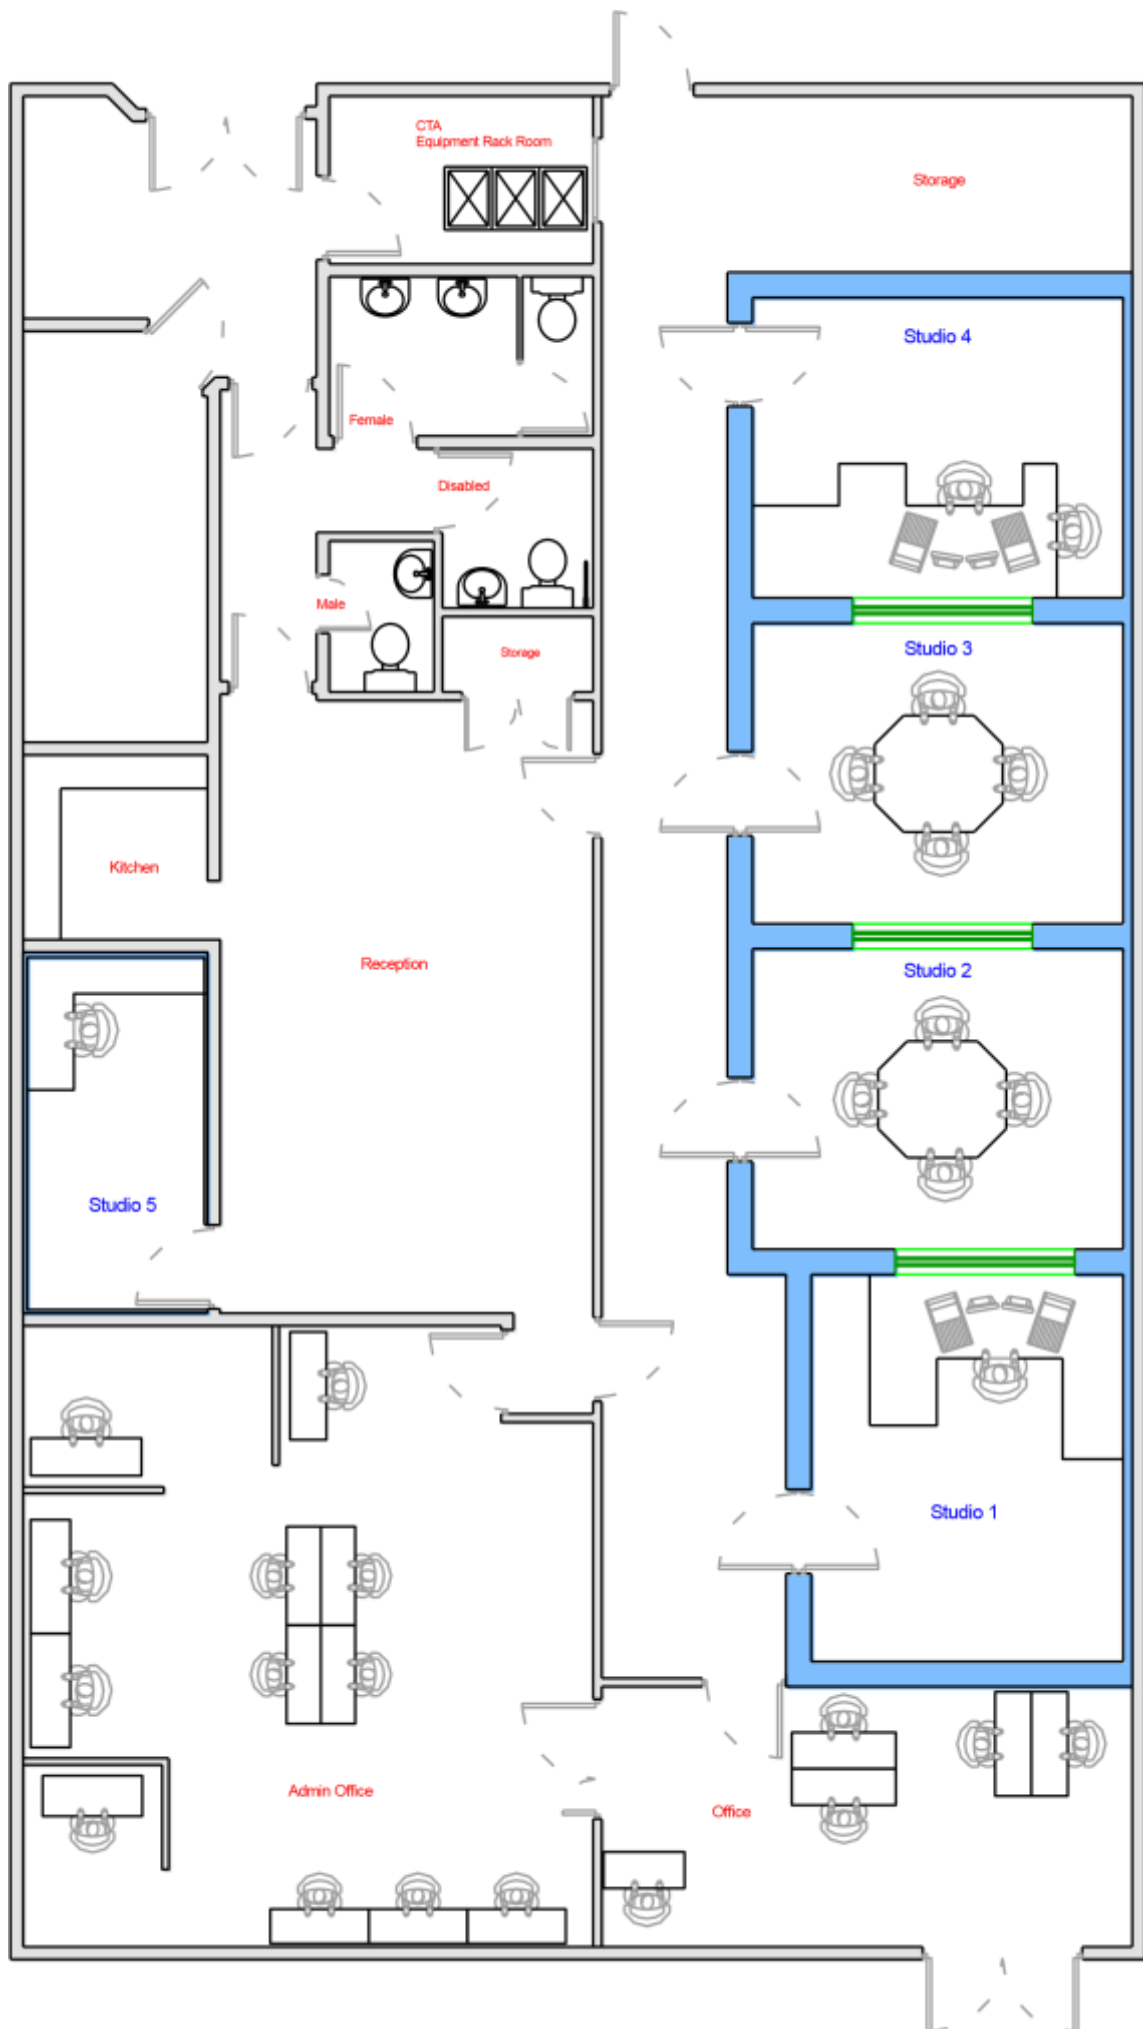 CTA
Equipment Rack Room
Storage
Studio 4
Female
Disabled
Male
Storage
Studio 3
Kitchen
Reception
Studio 2
Studio 5
Studio 1
Admin Office
Office